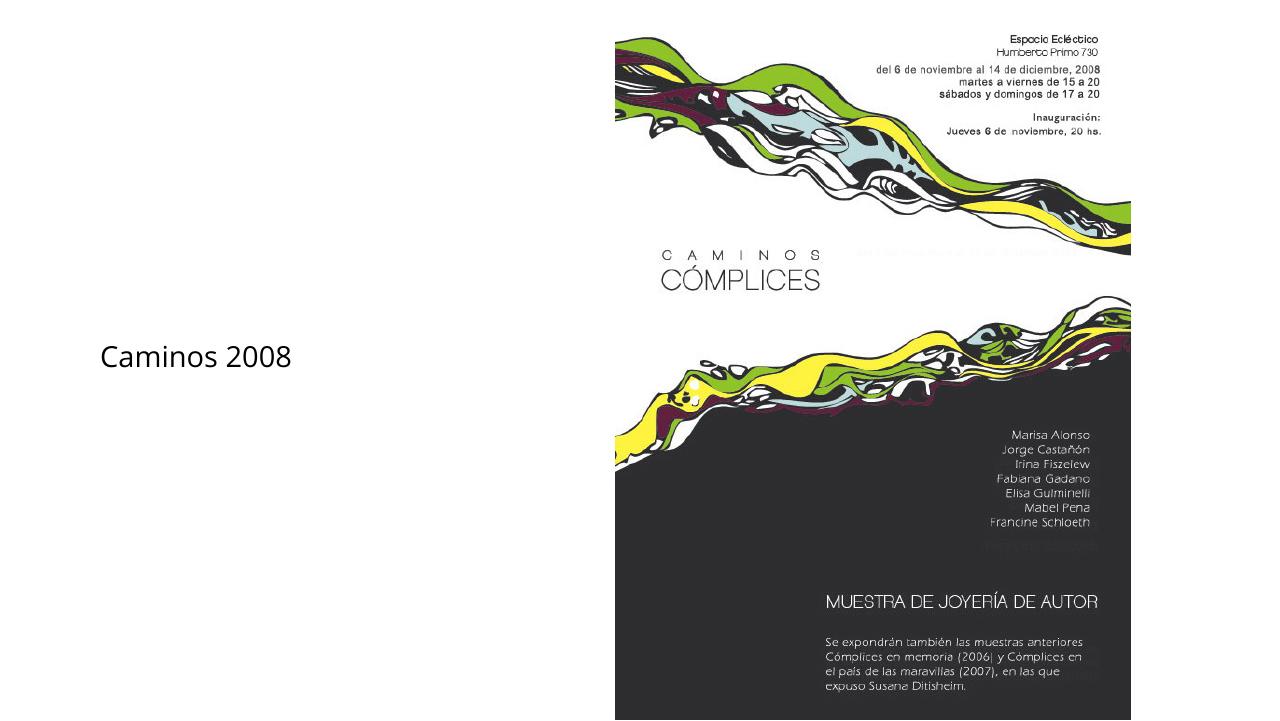 Caminos 2008
Espacio Ecléctico
Humberto Primo 730
del 6 de noviembre al 14 de diciembre, 2008
martes a viernes de 15 a 20
sábados y domingos de 17 a 20
Inauguración:
Jueves 6 de noviembre, 20 hs.
CAMINOS
CÓMPLICES
Marisa Alonso
Jorge Castañón
Irina Fiszelew
Fabiana Gadano
Elisa Gulminelli
Mabel Pena
Francine Schloeth
MUESTRA DE JOYERÍA DE AUTOR
Se expondrán también las muestras anteriores
Cómplices en memoria (2006) y Cómplices en
el país de las maravillas (2007), en las que
expuso Susana Ditisheim.